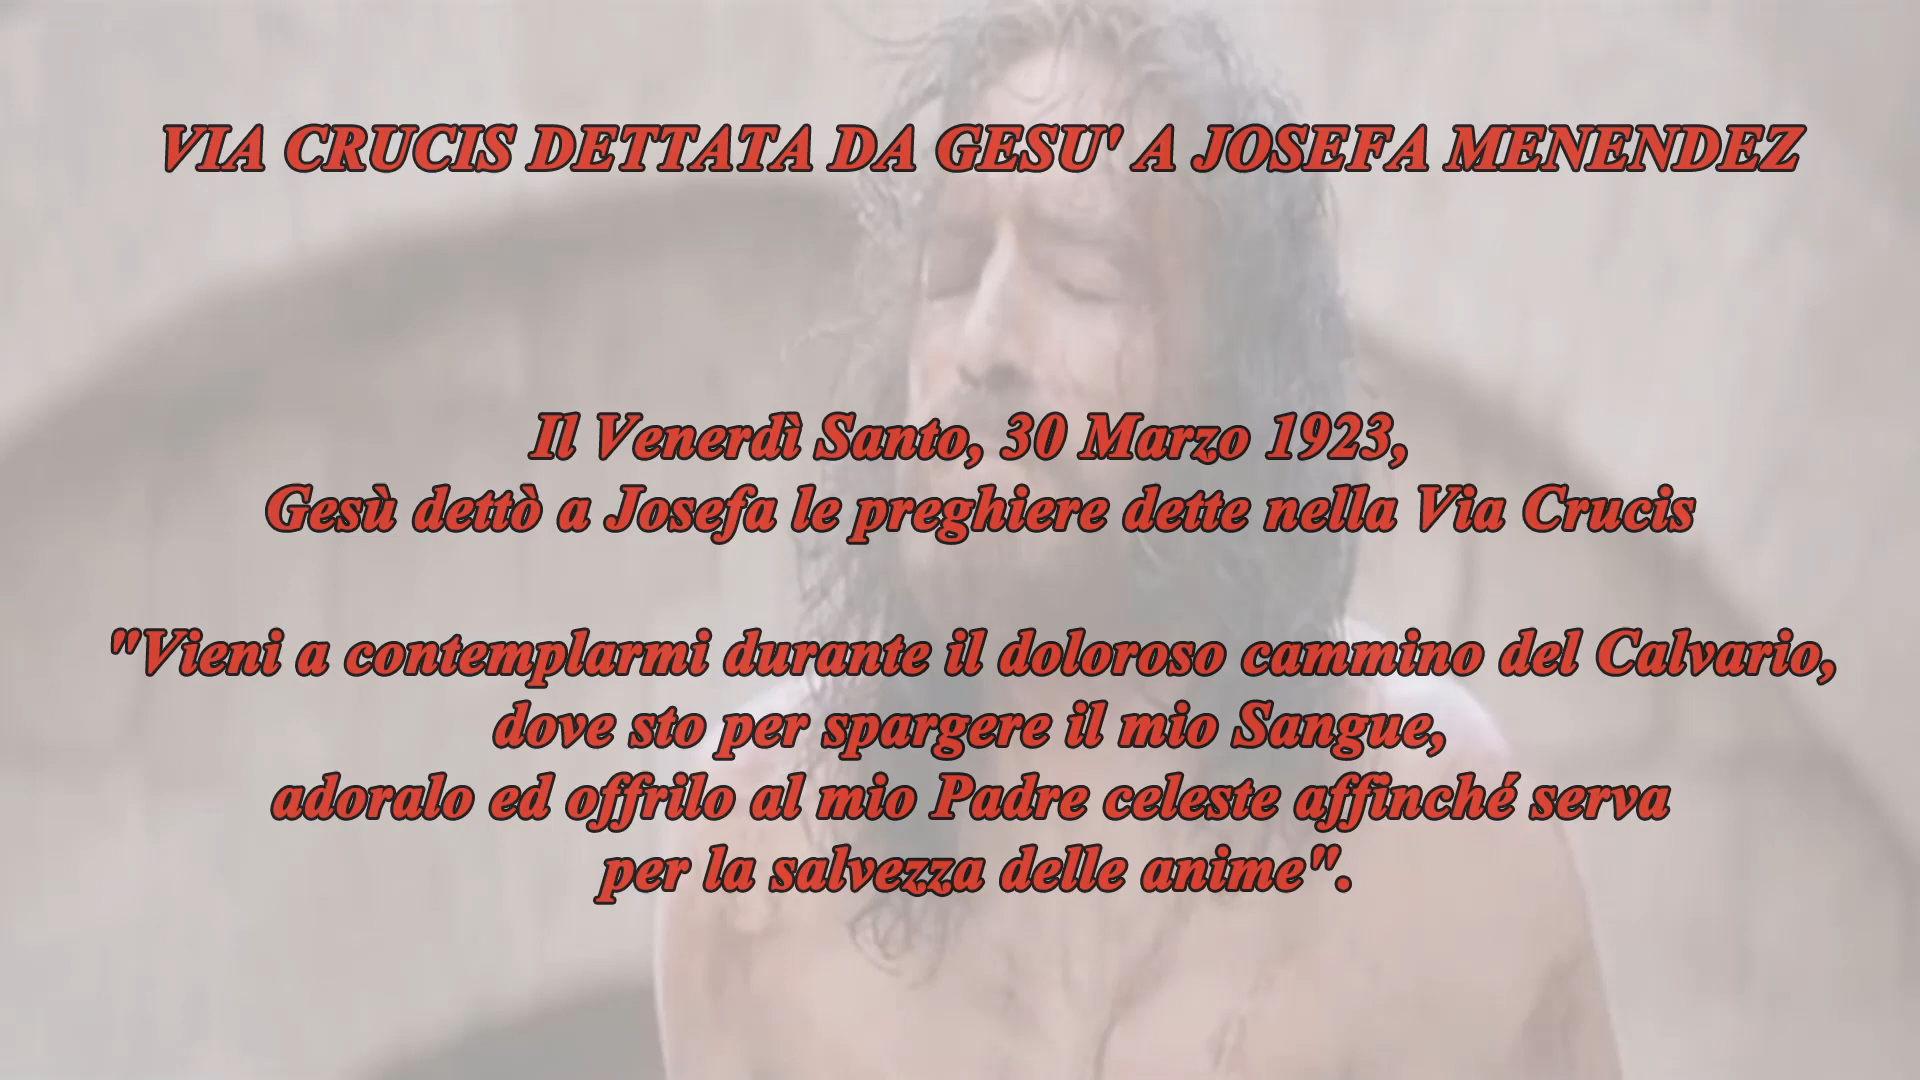 VIA CRUCIS DETTATA DA GESU' A JOSEFA MENENDEZ
Il Venerdì Santo, 30 Marzo 1923,
Gesù dettò a Josefa le preghiere dette nella Via Crucis
"Vieni a contemplarmi durante il doloroso cammino del Calvario,
dove sto per spargere il mio Sangue,
adoralo ed offrilo al mio Padre celeste affinché serva
per la salvezza delle anime".